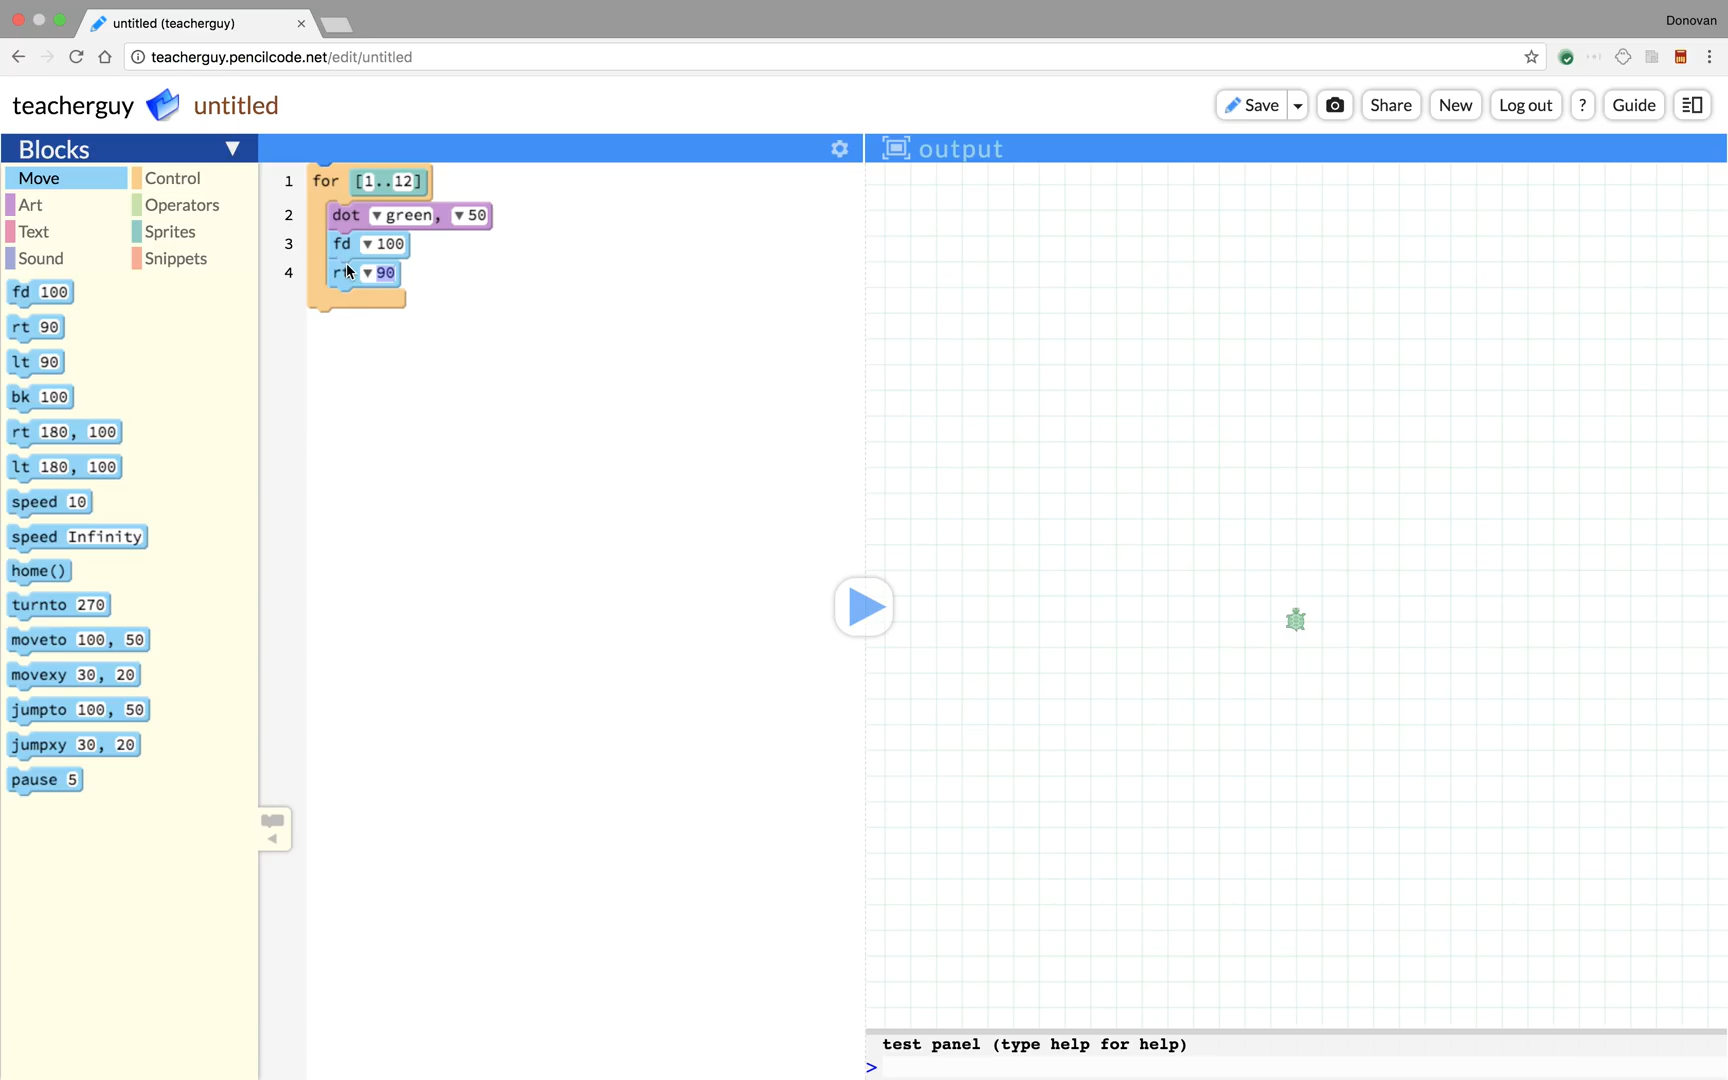 untitled (teacherguy)
Donovan
teacherguy.pencilcode.net/edit/untitled
teacherguy untitled
Save Share New Log out ? Guide
Blocks
output
Move Control
Art Operators
Text Sprites
Sound Snippets
fd 100
rt 90
lt 90
bk 100
rt 180, 100
lt 180, 100
speed 10
speed Infinity
home()
turnto 270
moveto 100, 50
movexy 30, 20
jumpto 100, 50
jumpxy 30, 20
pause 5
1 for [1..12]
2 dot green, 50
3 fd 100
4 rt 90
test panel (type help for help)
>